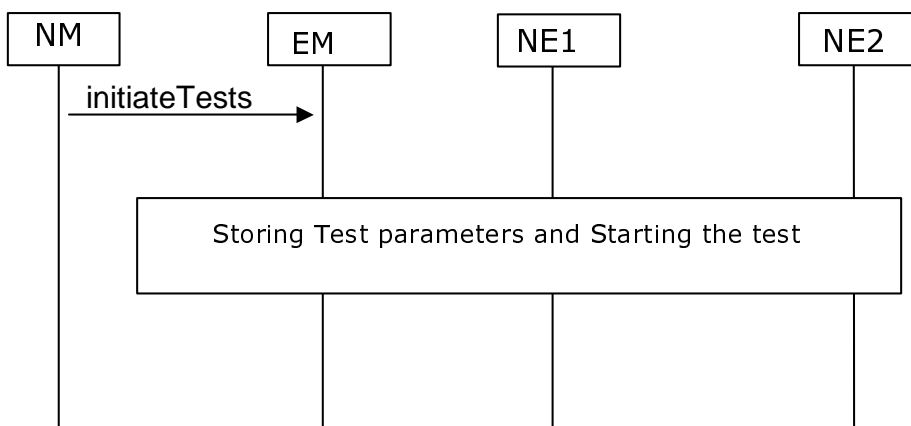 NM
EM
NE1
NE2
initiateTests
Storing Test parameters and Starting the test